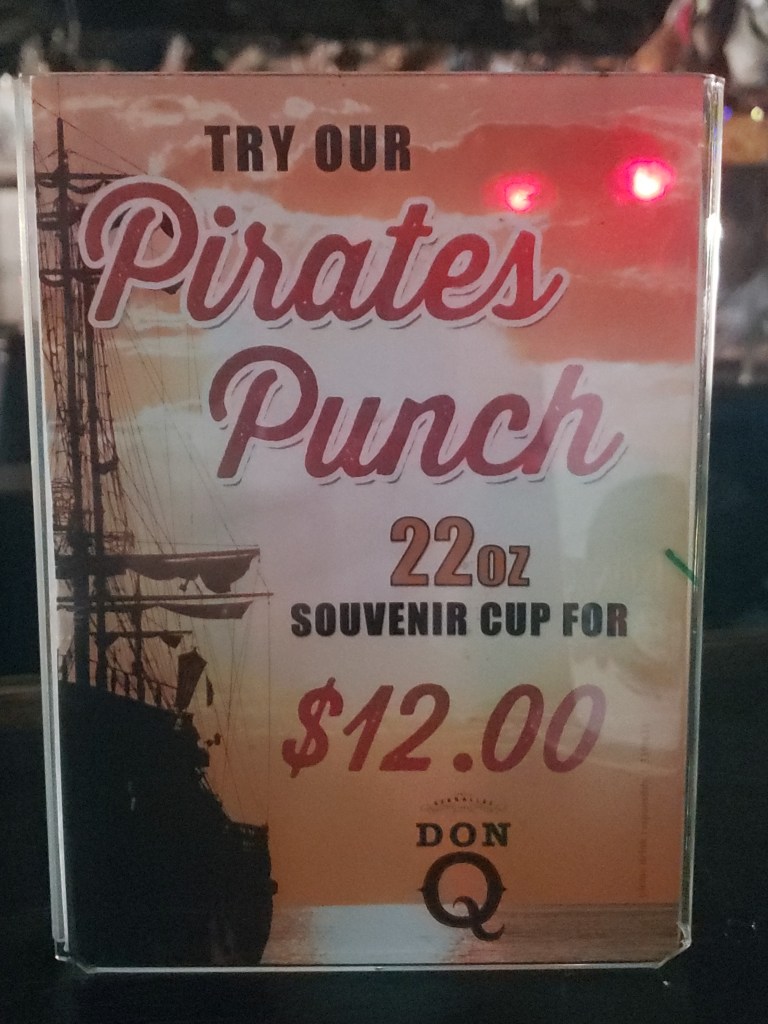 TRY OUR
Pirates
Punch
22oz
SOUVENIR CUP FOR
$12.00
DON
Q